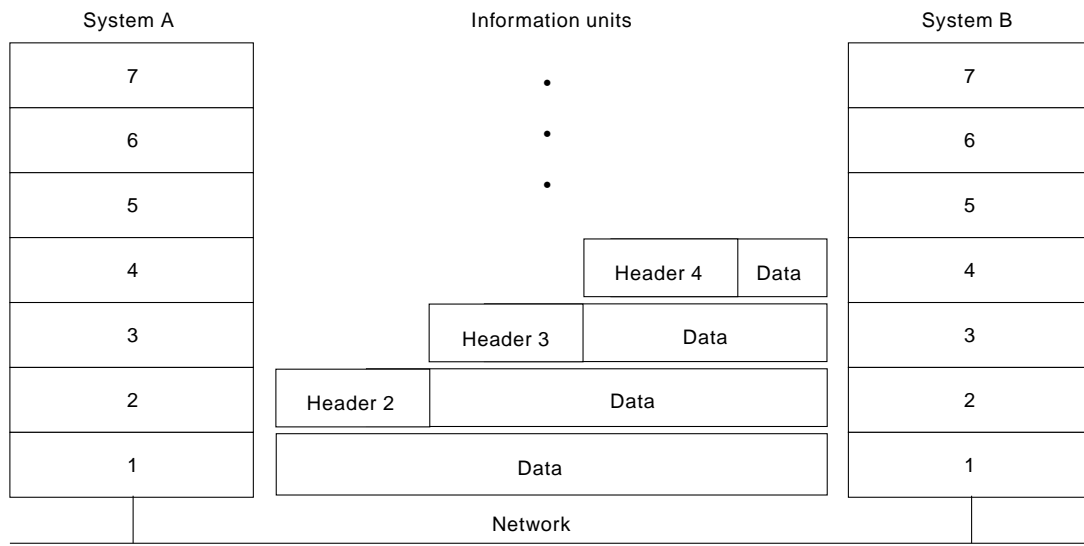 System A Information units System B
7 7
6 6
5 5
4 Header 4 Data 4
3 Header 3 Data 3
2 Header 2 Data 2
1 Data 1
Network